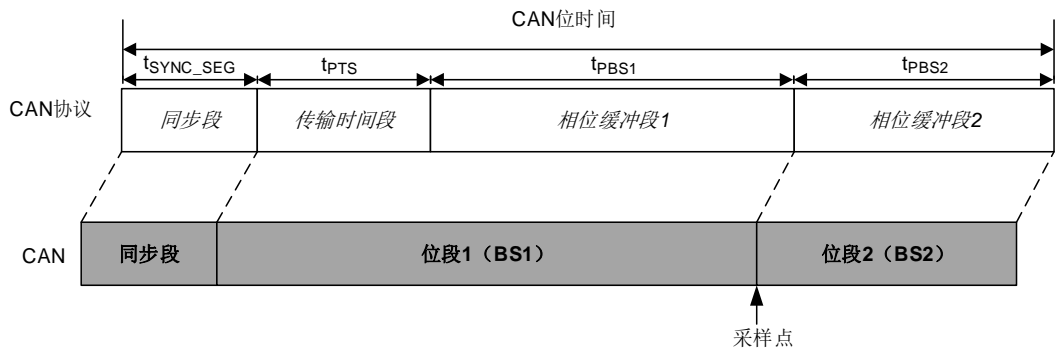 CAN位时间
tSYNC_SEG tPTS tPBS1 tPBS2
CAN协议 同步段 传输时间段 相位缓冲段1 相位缓冲段2
CAN 同步段 位段1（BS1） 位段2（BS2）
采样点